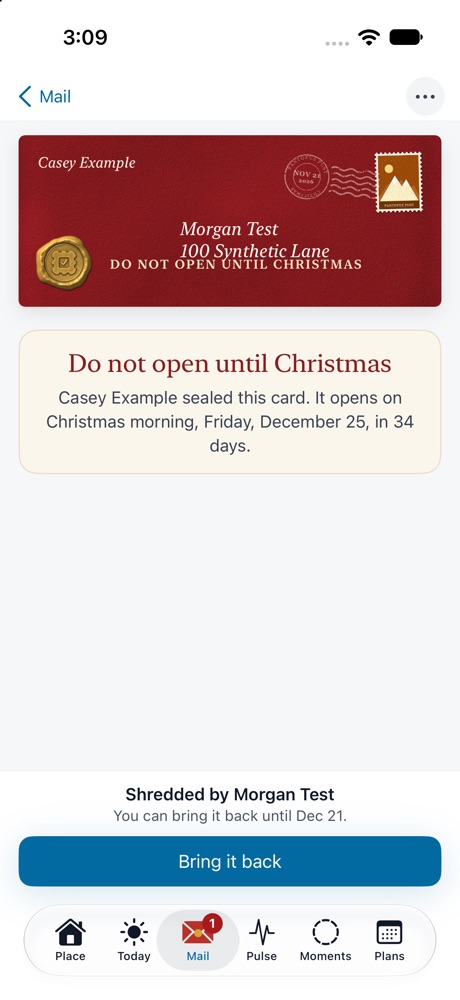 3:09
Mail
Casey Example
NOV 21
2026
Morgan Test
100 Synthetic Lane
DO NOT OPEN UNTIL CHRISTMAS
Do not open until Christmas
Casey Example sealed this card. It opens on
Christmas morning, Friday, December 25, in 34
days.
Shredded by Morgan Test
You can bring it back until Dec 21.
Bring it back
1
Place
Today
Mail
Pulse
Moments
Plans